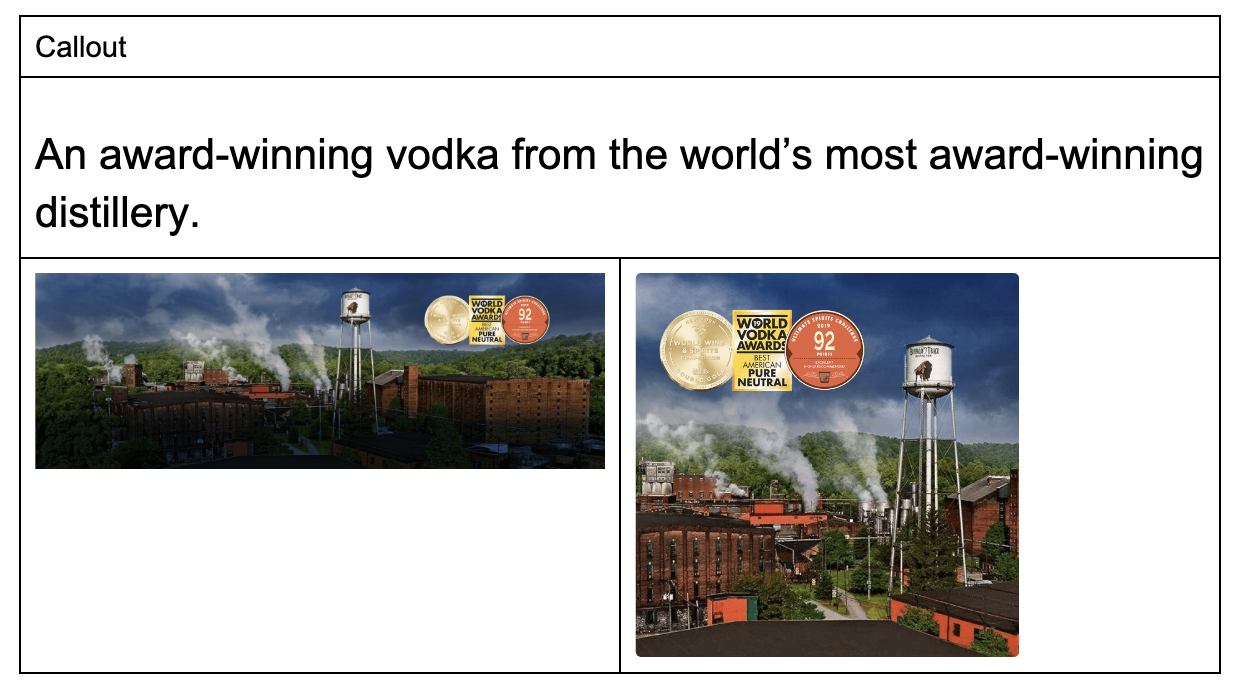 Callout
An award-winning vodka from the world’s most award-winning
distillery.
WORLD
VODKA
AWARDS
BEST
AMERICAN
PURE
NEUTRAL
92
WORLD WINE
& SPIRITS
WORLD
VODKA
AWARDS
BEST
AMERICAN
PURE
NEUTRAL
ULTIMATE SPIRITS CHALLENGE
2019
92
POINTS
BUFFALO TRACE